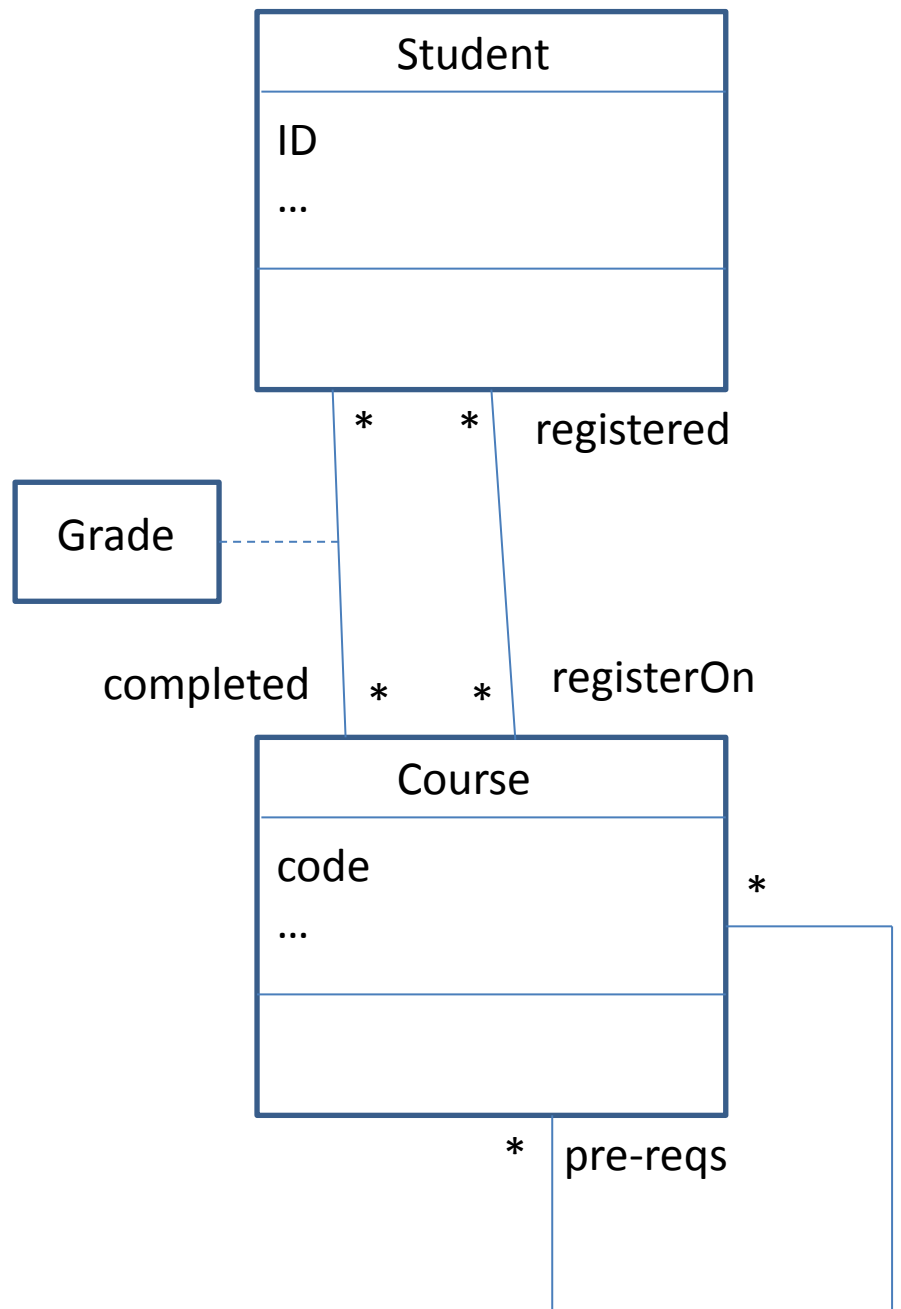 Student
ID
...
* * registered
Grade
completed * * registerOn
Course
code
*
...
* pre-reqs